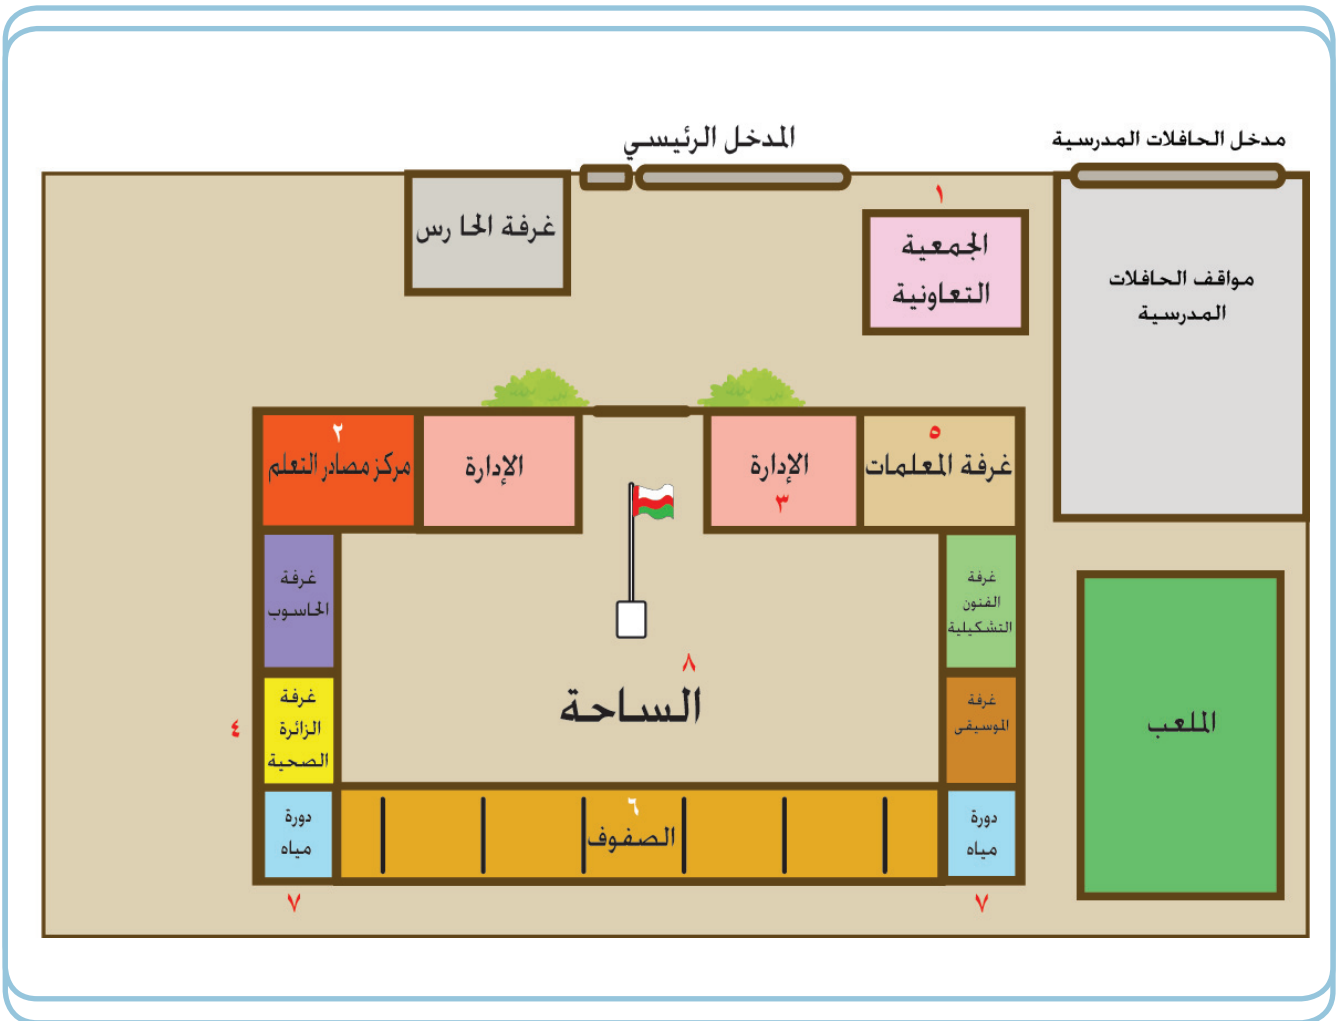 مدخل الحافلات المدرسية
المدخل الرئيسي
١
غرفة الحارس
الجمعية
التعاونية
مواقف الحافلات
المدرسية
٥
غرفة المعلمات
الإدارة
٣
الإدارة
٢
مركز مصادر التعلم
غرفة
الفنون
التشكيلية
غرفة
الحاسوب
٨
الساحة
غرفة
الموسيقى
غرفة
الزائرة
الصحية
٤
الملعب
دورة
مياه
٦
الصفوف
دورة
مياه
٧
٧